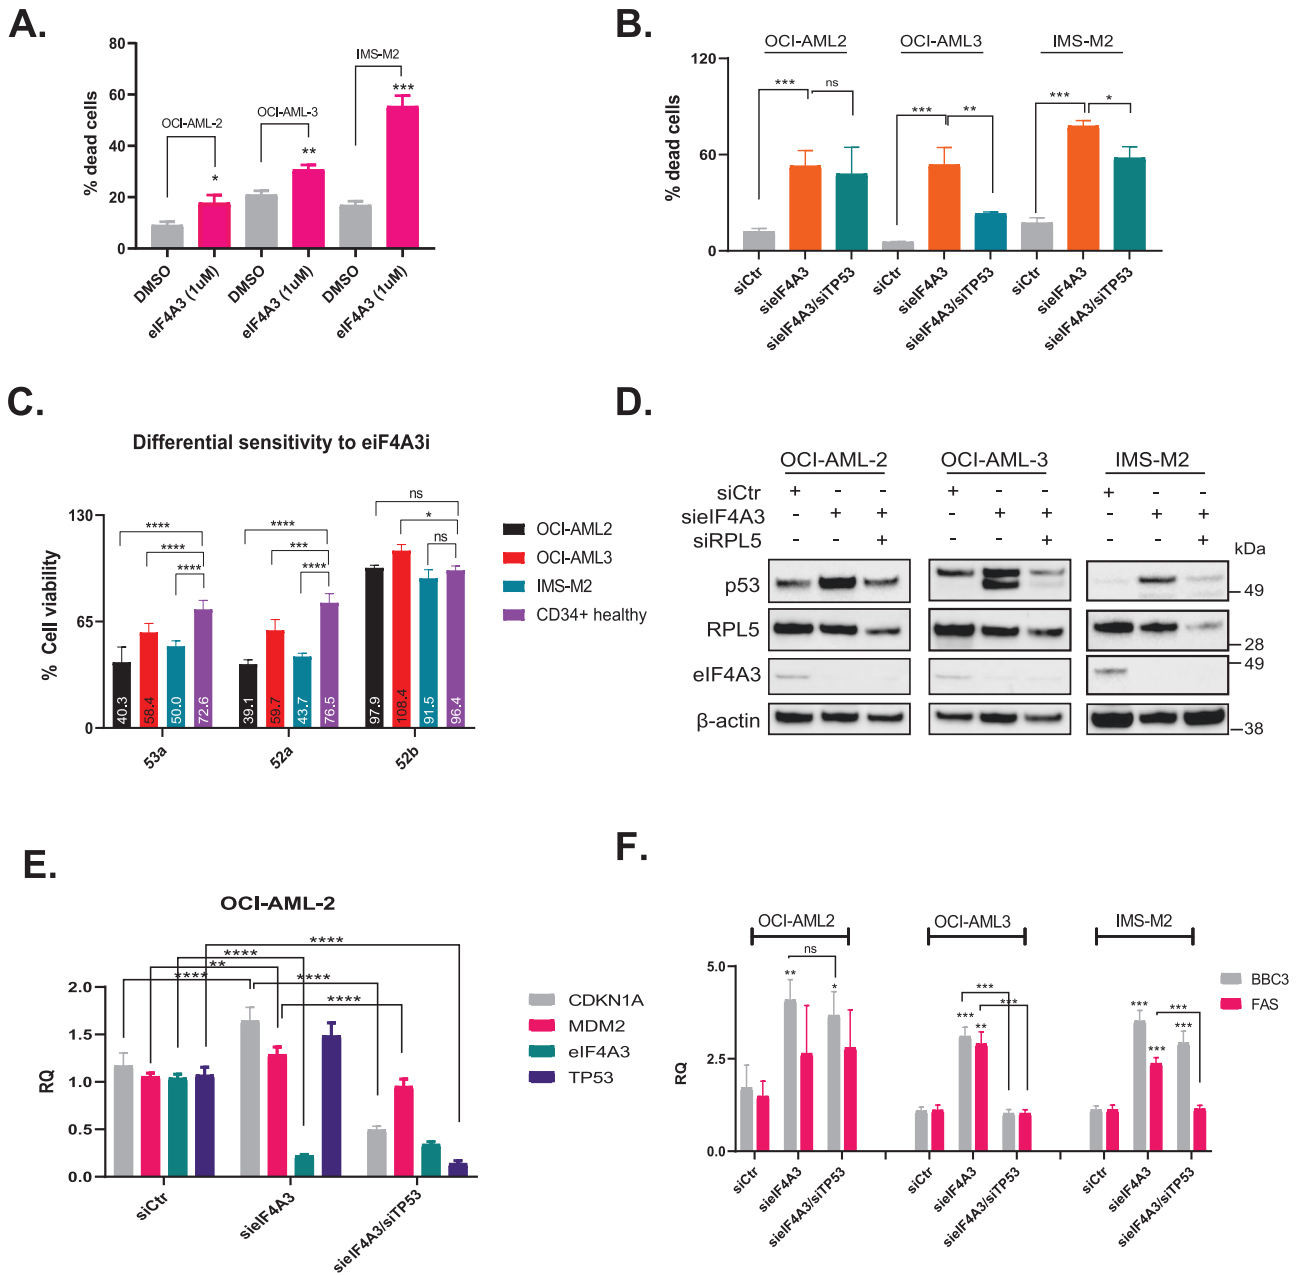 A.
80
60
40
20
0
% dead cells
OCI-AML-2
OCI-AML-3
IMS-M2
*
**
***
DMSO
eIF4A3 (1uM)
DMSO
eIF4A3 (1uM)
DMSO
eIF4A3 (1uM)
B.
OCI-AML2 OCI-AML3 IMS-M2
120
60
0
% dead cells
*** ns
*** **
*** *
siCtr
sieIF4A3
sieIF4A3/siTP53
siCtr
sieIF4A3
sieIF4A3/siTP53
siCtr
sieIF4A3
sieIF4A3/siTP53
C.
Differential sensitivity to eiF4A3i
130
65
0
% Cell viability
****
****
****
****
***
****
ns
*
ns
40.3 58.4 50.0 72.6
39.1 59.7 43.7 76.5
97.9 108.4 91.5 96.4
53a 52a 52b
OCI-AML2
OCI-AML3
IMS-M2
CD34+ healthy
D.
OCI-AML-2 OCI-AML-3 IMS-M2
siCtr + - - + - - + - -
sieIF4A3 - + + - + + - + +
siRPL5 - - + - - + - - +
kDa
p53 49
RPL5 28
eIF4A3 49
β-actin 38
E.
OCI-AML-2
2.0
1.5
1.0
0.5
0.0
RQ
****
****
**
****
****
****
siCtr
sieIF4A3
sieIF4A3/siTP53
CDKN1A
MDM2
eIF4A3
TP53
F.
OCI-AML2 OCI-AML3 IMS-M2
5.0
2.5
0.0
RQ
ns
**
*
***
***
***
**
***
***
***
***
siCtr
sieIF4A3
sieIF4A3/siTP53
siCtr
sieIF4A3
sieIF4A3/siTP53
siCtr
sieIF4A3
sieIF4A3/siTP53
BBC3
FAS